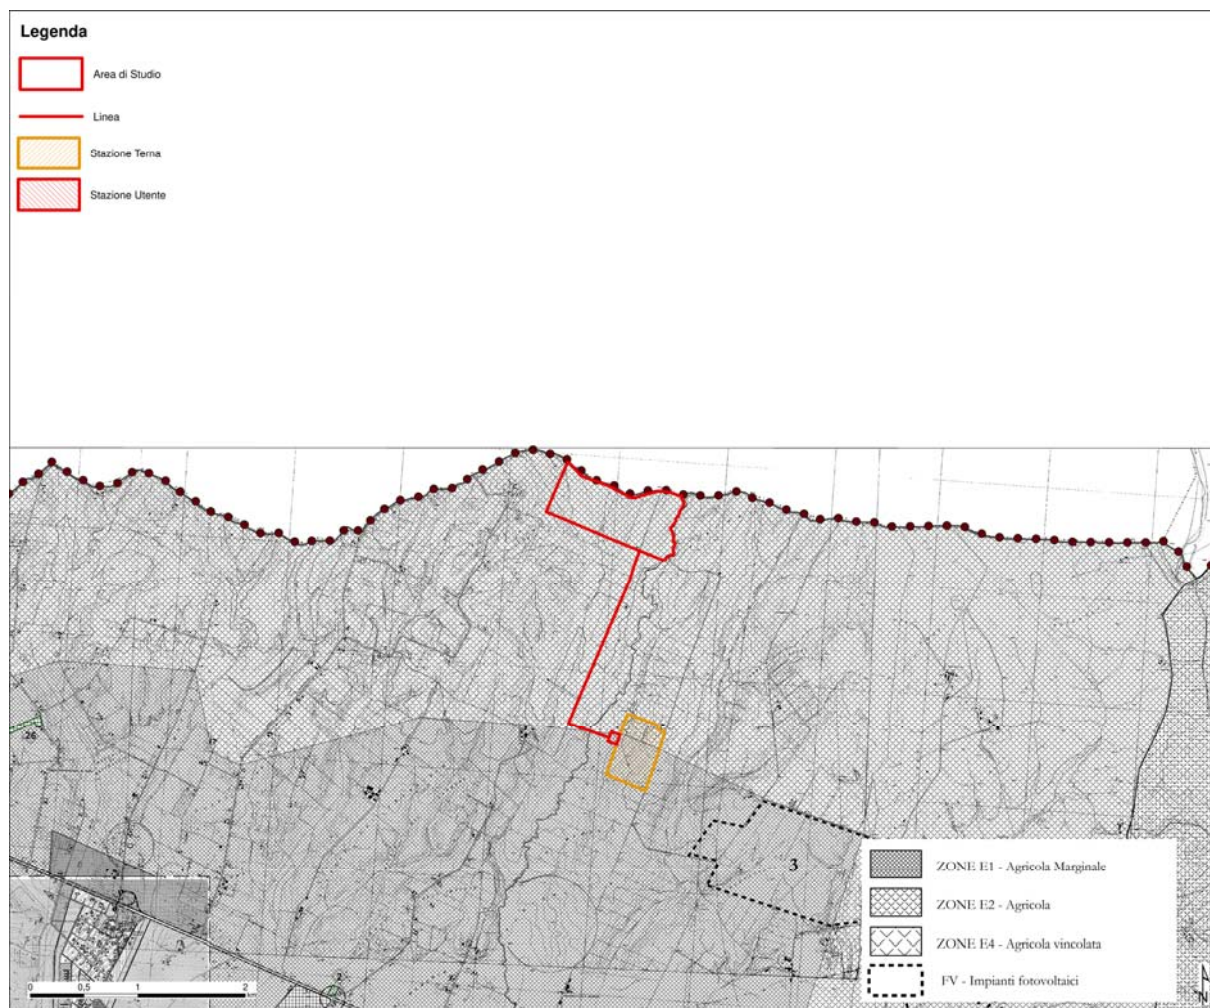 Legenda
Area di Studio
Linea
Stazione Terna
Stazione Utente
26
3
2
ZONE E1 - Agricola Marginale
ZONE E2 - Agricola
ZONE E4 - Agricola vincolata
FV - Impianti fotovoltaici
0 0,5 1 2
N